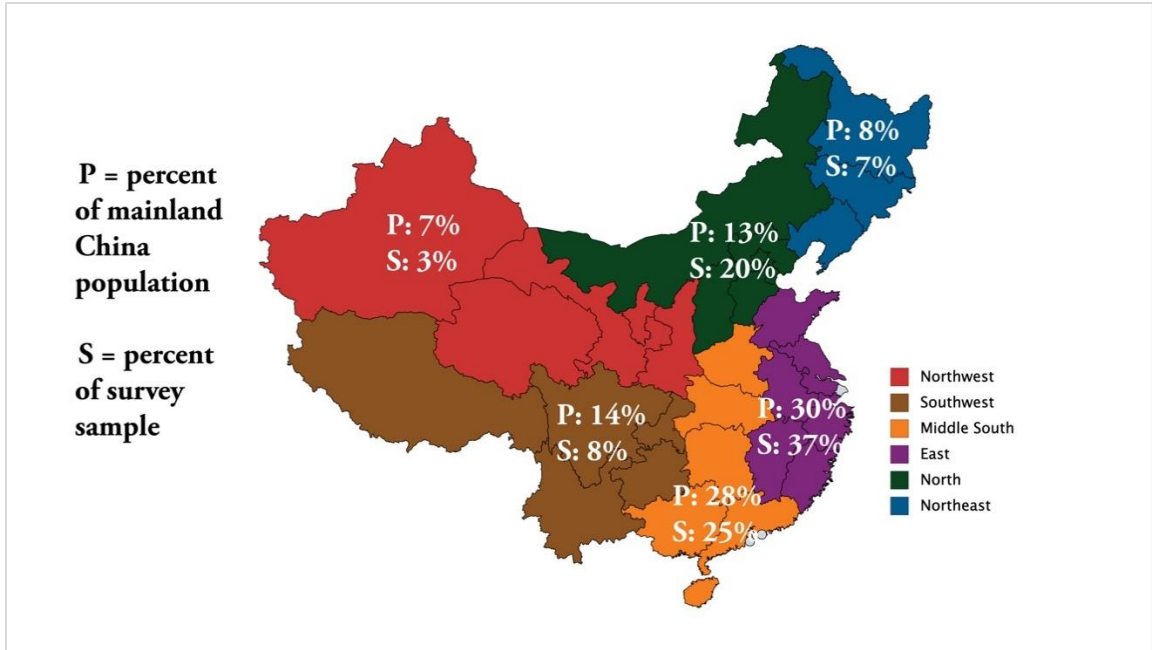 P = percent
of mainland
China
population
S = percent
of survey
sample
P: 8%
S: 7%
P: 7%
S: 3%
P: 13%
S: 20%
P: 14%
S: 8%
P: 30%
S: 37%
P: 28%
S: 25%
Northwest
Southwest
Middle South
East
North
Northeast